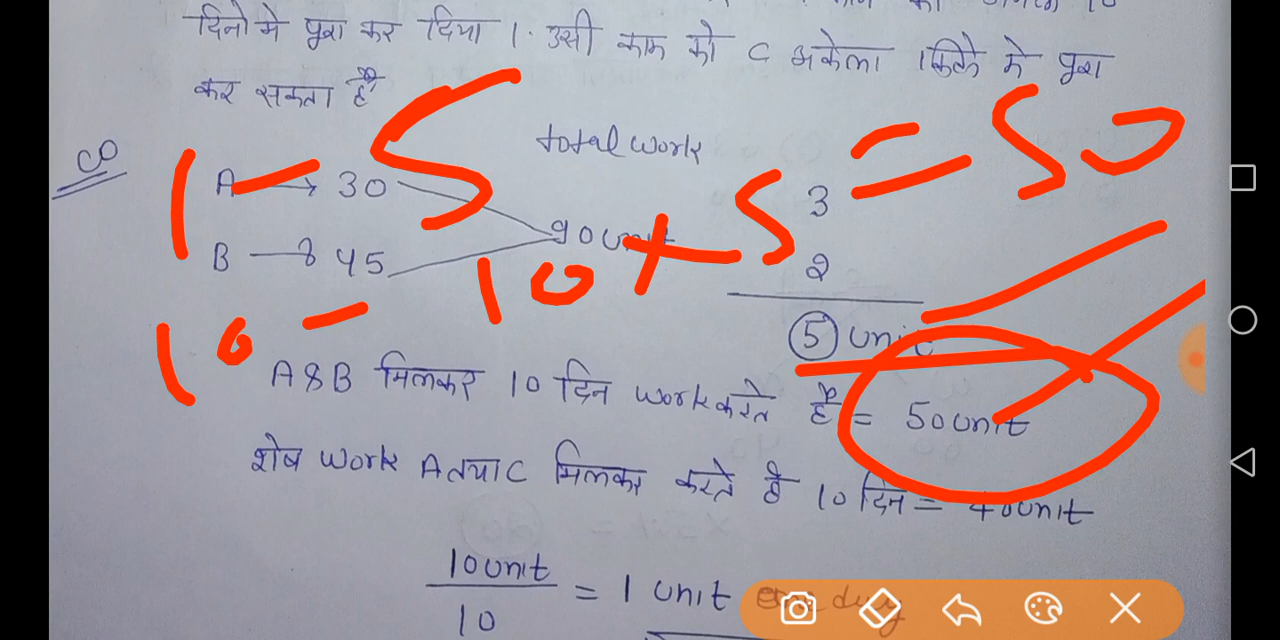 दिनो मे पूरा कर दिया । उसी काम को C अकेला कितने मे पूरा
कर सकता है
CO
total work
1 - 5
A → 30
3 = 50
90 unit
B → 45
2
10 - 10 + 5
5 unit
A & B मिलकर 10 दिन work करते है = 50 unit
शेष work A तथा C मिलकर करते है 10 दिन = 40 unit
10 unit
10
= 1 unit